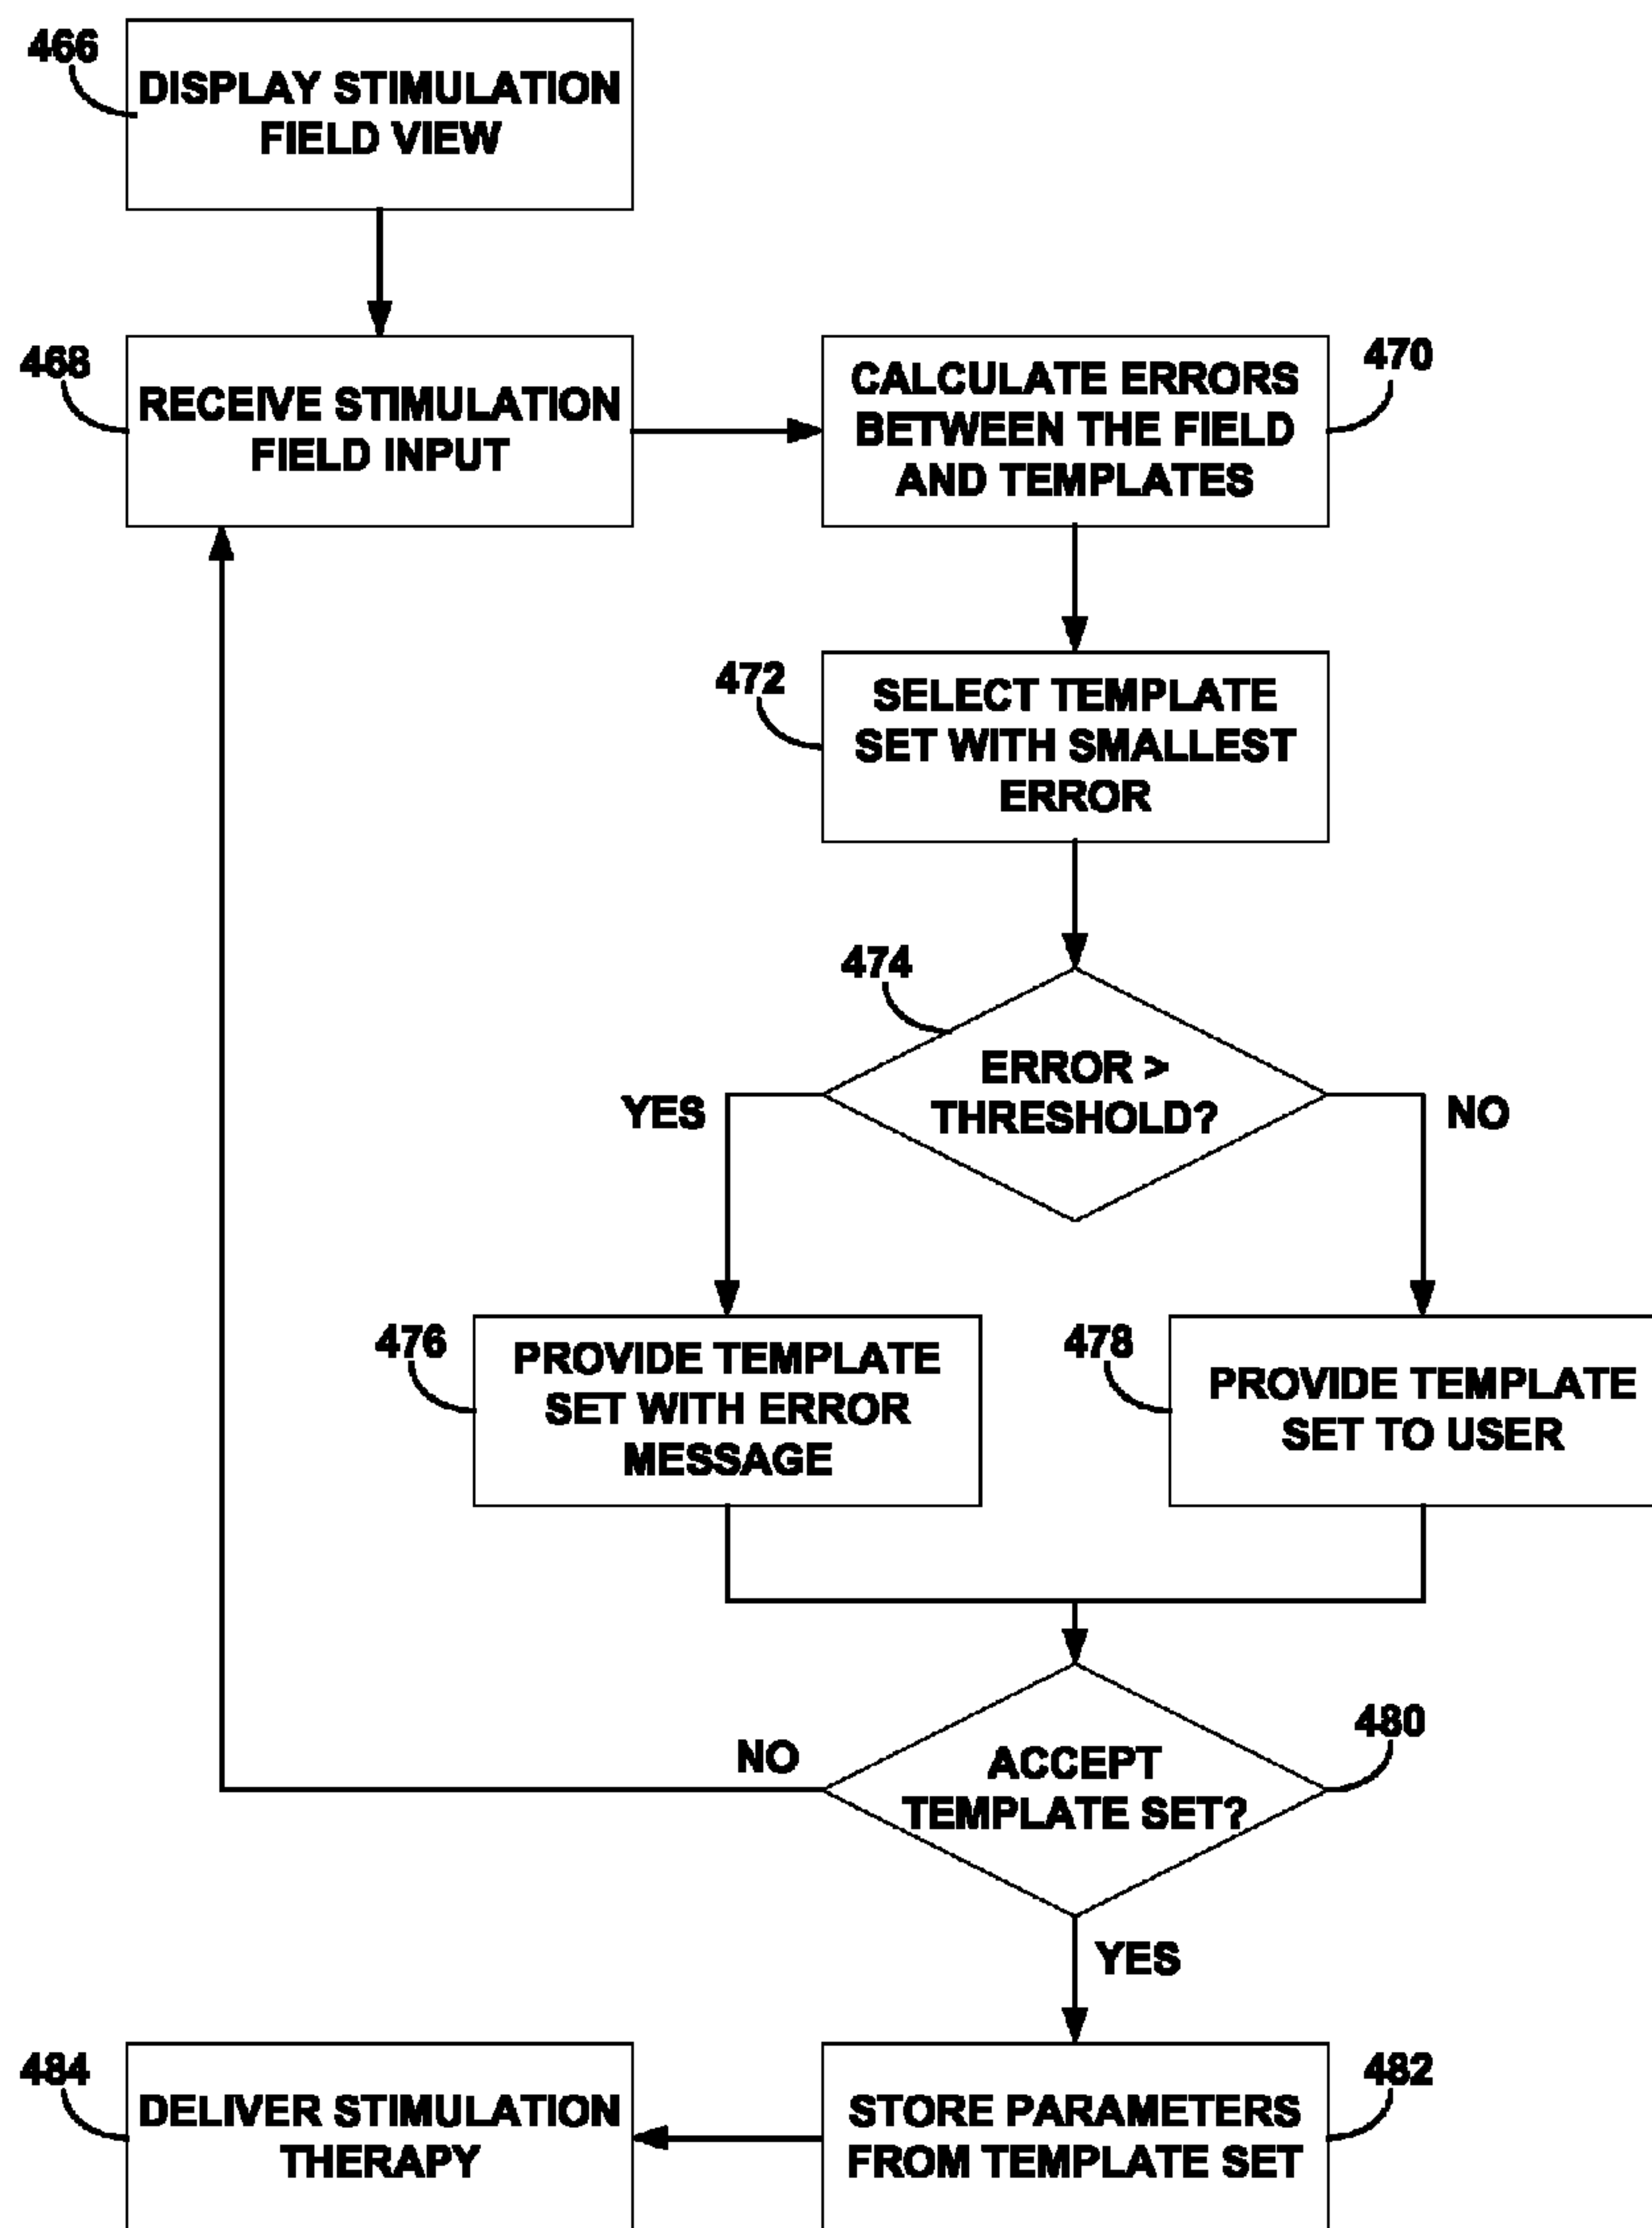 466
DISPLAY STIMULATION
FIELD VIEW
468
RECEIVE STIMULATION
FIELD INPUT
470
CALCULATE ERRORS
BETWEEN THE FIELD
AND TEMPLATES
472
SELECT TEMPLATE
SET WITH SMALLEST
ERROR
474
ERROR >
THRESHOLD?
YES
NO
476
PROVIDE TEMPLATE
SET WITH ERROR
MESSAGE
478
PROVIDE TEMPLATE
SET TO USER
480
ACCEPT
TEMPLATE SET?
NO
YES
482
STORE PARAMETERS
FROM TEMPLATE SET
484
DELIVER STIMULATION
THERAPY